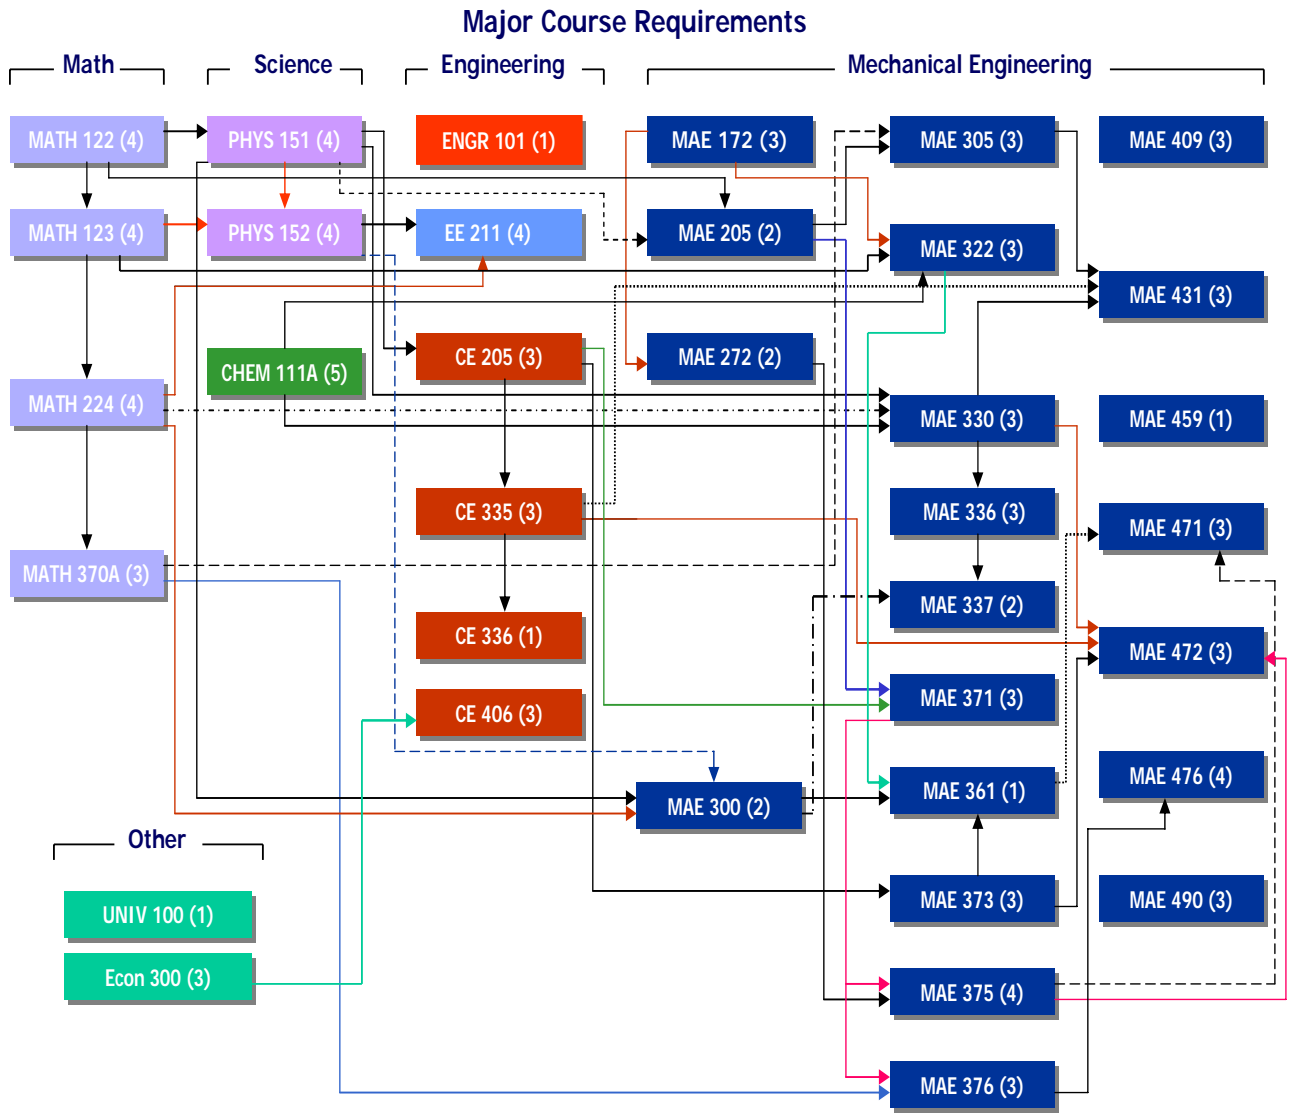 Major Course Requirements
Math
Science
Engineering
Mechanical Engineering
MATH 122 (4)
PHYS 151 (4)
ENGR 101 (1)
MAE 172 (3)
MAE 305 (3)
MAE 409 (3)
MATH 123 (4)
PHYS 152 (4)
EE 211 (4)
MAE 205 (2)
MAE 322 (3)
MAE 431 (3)
CHEM 111A (5)
CE 205 (3)
MAE 272 (2)
MATH 224 (4)
MAE 330 (3)
MAE 459 (1)
CE 335 (3)
MAE 336 (3)
MAE 471 (3)
MATH 370A (3)
MAE 337 (2)
CE 336 (1)
MAE 472 (3)
CE 406 (3)
MAE 371 (3)
MAE 300 (2)
MAE 361 (1)
MAE 476 (4)
Other
UNIV 100 (1)
MAE 373 (3)
MAE 490 (3)
Econ 300 (3)
MAE 375 (4)
MAE 376 (3)